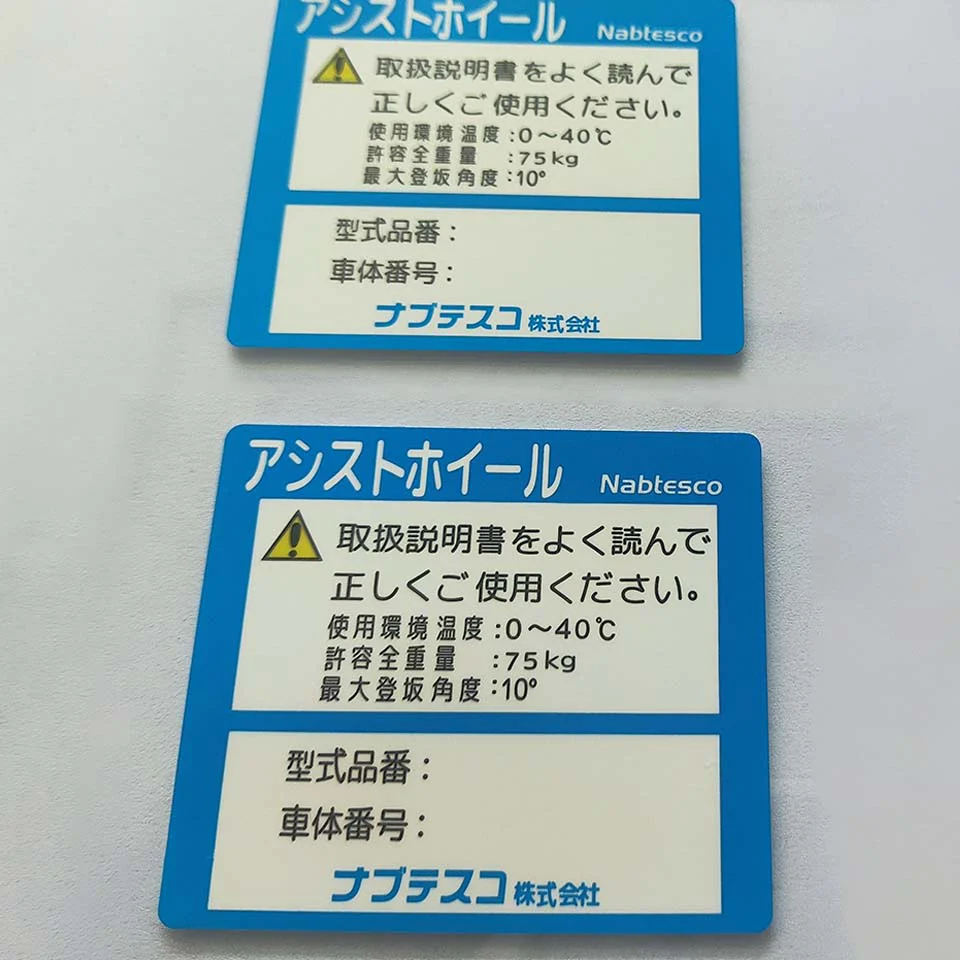 アシストホイール Nabtesco
取扱説明書をよく読んで
正しくご使用ください。
使用環境温度:0～40℃
許容全重量 :75kg
最大登坂角度:10°
型式品番:
車体番号:
ナブテスコ株式会社
アシストホイール Nabtesco
取扱説明書をよく読んで
正しくご使用ください。
使用環境温度:0～40℃
許容全重量 :75kg
最大登坂角度:10°
型式品番:
車体番号:
ナブテスコ株式会社